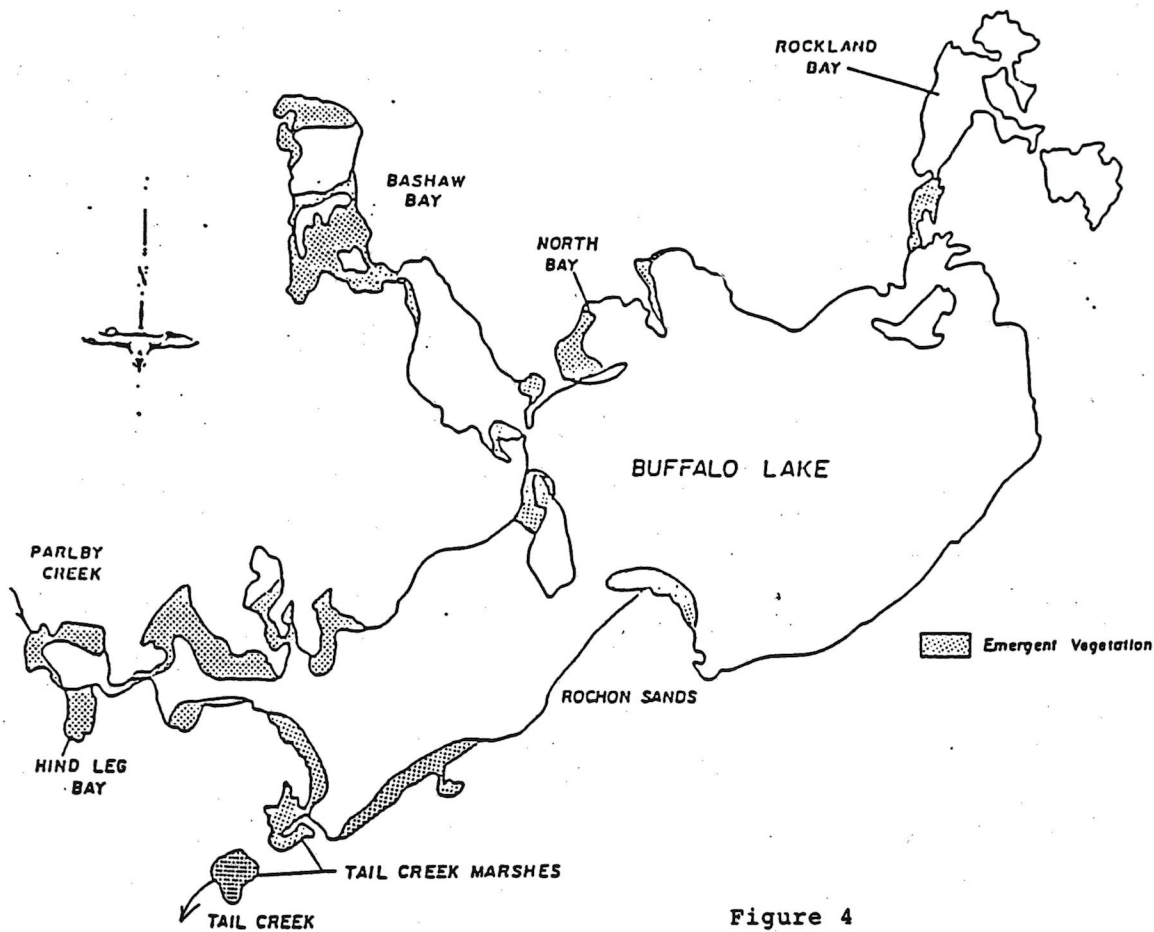 ROCKLAND
BAY
BASHAW
BAY
NORTH
BAY
N
BUFFALO LAKE
PARLBY
CREEK
Emergent Vegetation
ROCHON SANDS
HIND LEG
BAY
TAIL CREEK MARSHES
TAIL CREEK
Figure 4